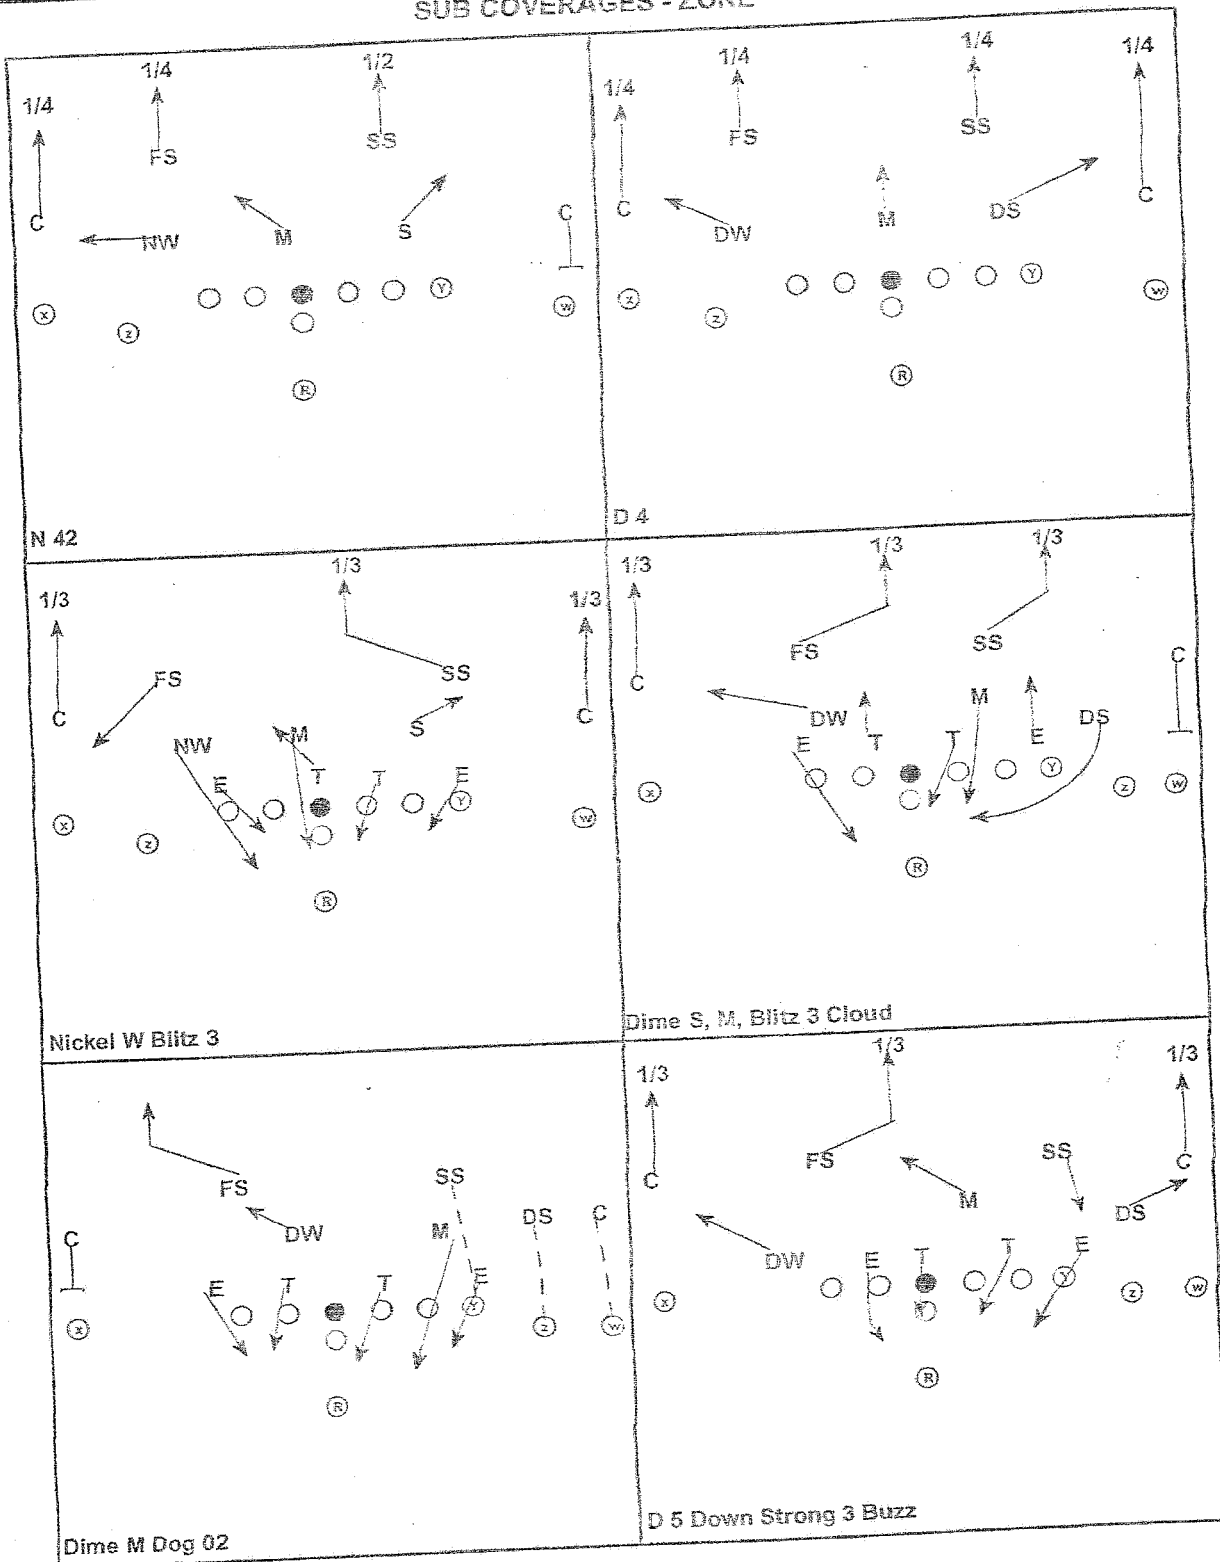 SUB COVERAGES - ZONE
1/4 1/4 1/2
FS SS
C NW M S C
x z Y w
R
N 42
1/4 1/4 1/4 1/4
FS SS
C DW M DS C
x z Y w
R
D 4
1/3 1/3 1/3
FS SS
C NW M S C
E T T E
x z Y w
R
Nickel W Blitz 3
1/3 1/3 1/3
FS SS
C DW M DS C
E T T E
x Y z w
R
Dime S, M, Blitz 3 Cloud
FS SS
C DW M DS C
E T T E
x Y z w
R
Dime M Dog 02
1/3 1/3 1/3
FS SS
C DW M DS C
E T T E
x Y z w
R
D 5 Down Strong 3 Buzz